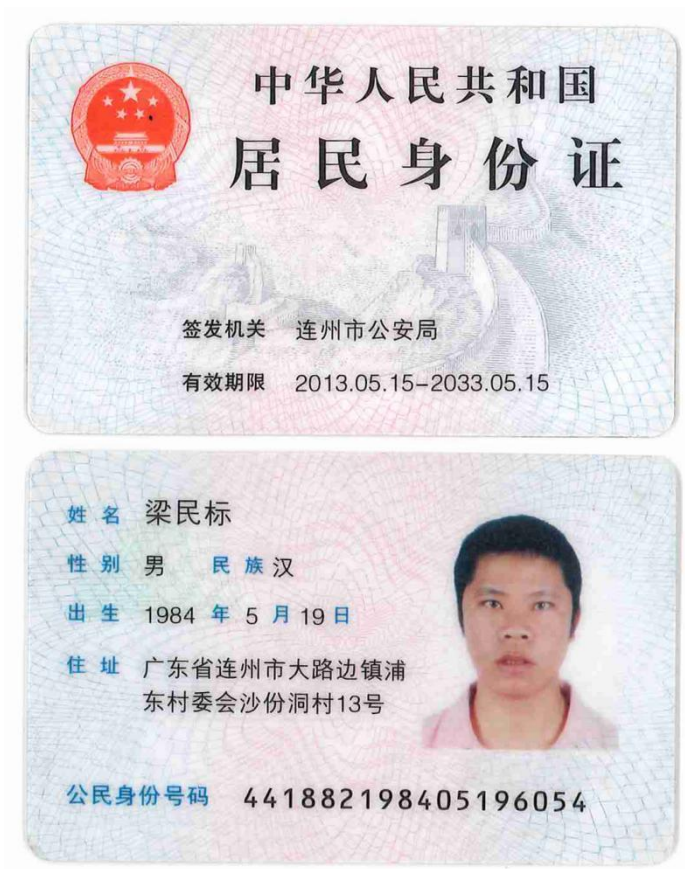 中华人民共和国
居民身份证
签发机关 连州市公安局
有效期限 2013.05.15-2033.05.15
姓名 梁民标
性别 男 民族 汉
出生 1984 年 5 月 19 日
住址 广东省连州市大路边镇浦
东村委会沙份洞村13号
公民身份号码 441882198405196054